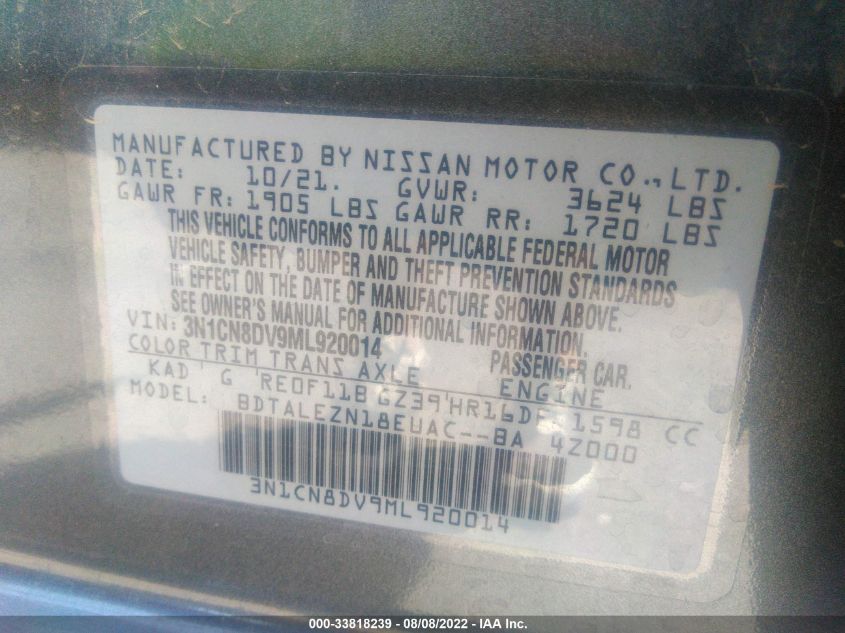 MANUFACTURED BY NISSAN MOTOR CO., LTD.
DATE: 10/21. GVWR: 3624 LBS
GAWR FR: 1905 LBS GAWR RR: 1720 LBS
THIS VEHICLE CONFORMS TO ALL APPLICABLE FEDERAL MOTOR
VEHICLE SAFETY, BUMPER AND THEFT PREVENTION STANDARDS
IN EFFECT ON THE DATE OF MANUFACTURE SHOWN ABOVE.
SEE OWNER'S MANUAL FOR ADDITIONAL INFORMATION.
VIN: 3N1CN8DV9ML920014 PASSENGER CAR.
COLOR TRIM TRANS AXLE ENGINE
KAD G RE0F11B GZ39 HR16DE 1598 CC
MODEL: BDTALEZN18EUAC--BA 4Z000
3N1CN8DV9ML920014
000-33818239 - 08/08/2022 - IAA Inc.